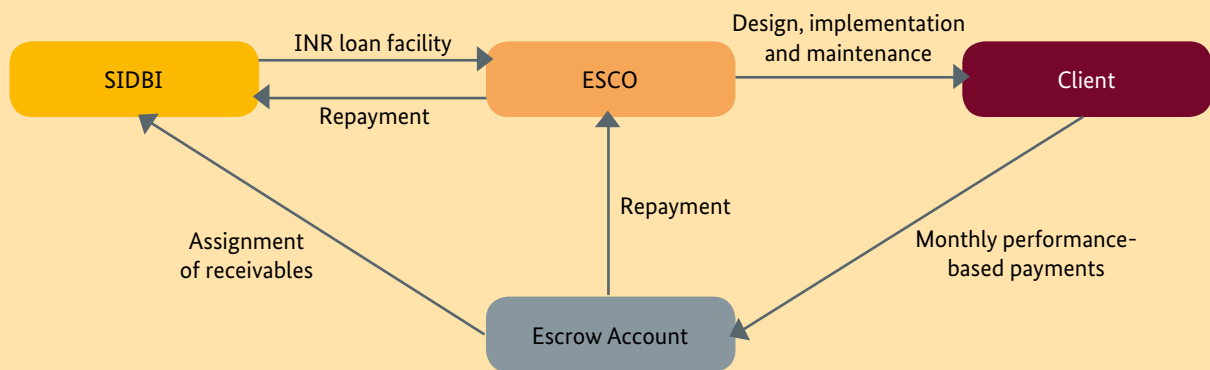 INR loan facility
Design, implementation
and maintenance
SIDBI
ESCO
Client
Repayment
Repayment
Assignment
of receivables
Monthly performance-
based payments
Escrow Account